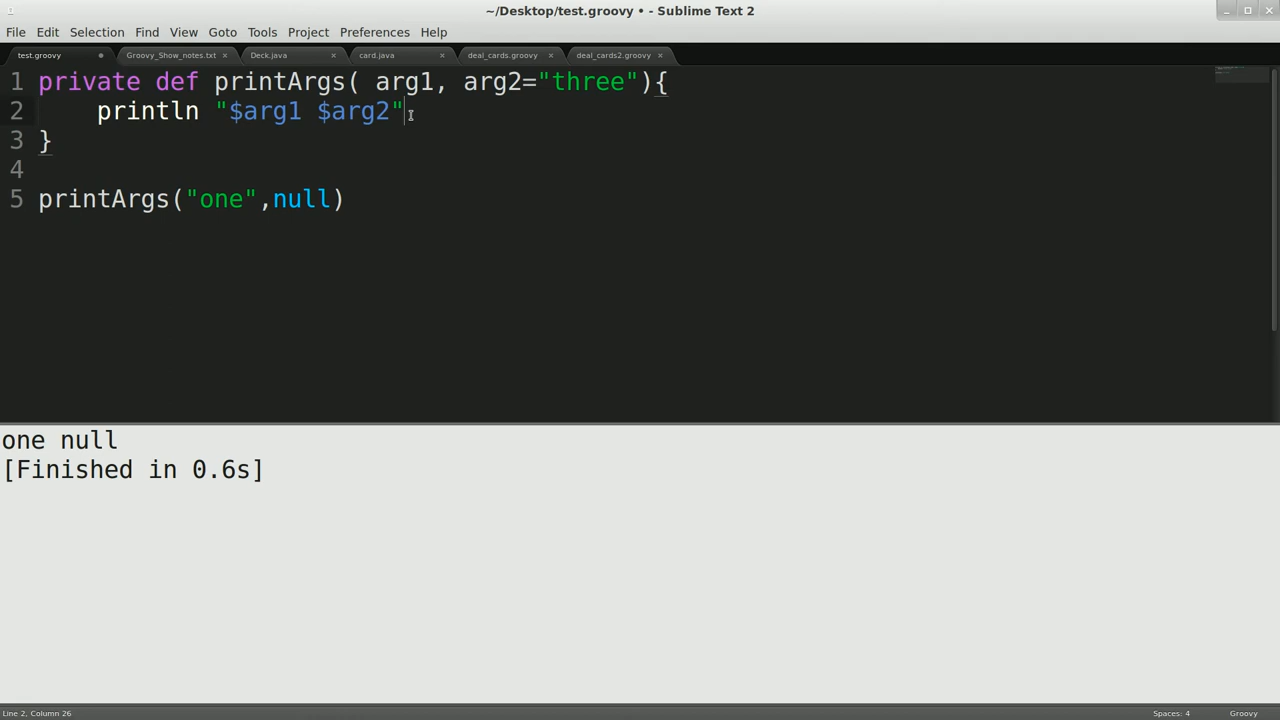 ~/Desktop/test.groovy • - Sublime Text 2
File Edit Selection Find View Goto Tools Project Preferences Help
test.groovy Groovy_Show_notes.txt × Deck.java × card.java × deal_cards.groovy × deal_cards2.groovy ×
1 private def printArgs( arg1, arg2="three"){
2     println "$arg1 $arg2"
3 }
4
5 printArgs("one",null)
one null
[Finished in 0.6s]
Line 2, Column 26 Spaces: 4 Groovy